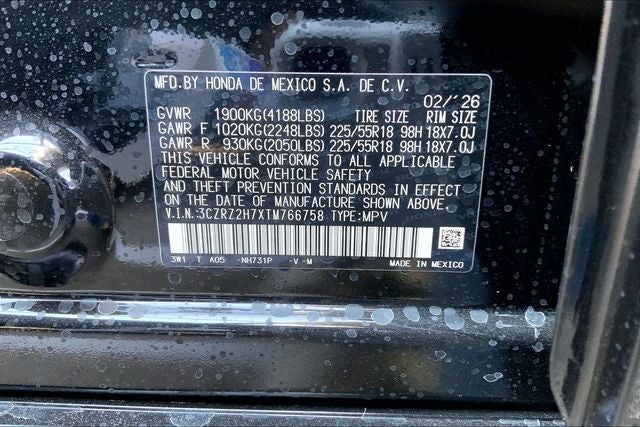 MFD.BY HONDA DE MEXICO S.A. DE C.V.
02/'26
GVWR 1900KG(4188LBS) TIRE SIZE RIM SIZE
GAWR F 1020KG(2248LBS) 225/55R18 98H 18X7.0J
GAWR R 930KG(2050LBS) 225/55R18 98H 18X7.0J
THIS VEHICLE CONFORMS TO ALL APPLICABLE
FEDERAL MOTOR VEHICLE SAFETY
AND THEFT PREVENTION STANDARDS IN EFFECT
ON THE DATE OF MANUFACTURE SHOWN ABOVE.
V.I.N.:3CZRZ2H7XTM766758 TYPE:MPV
3W1 T A05 -NH731P -V -M MADE IN MEXICO